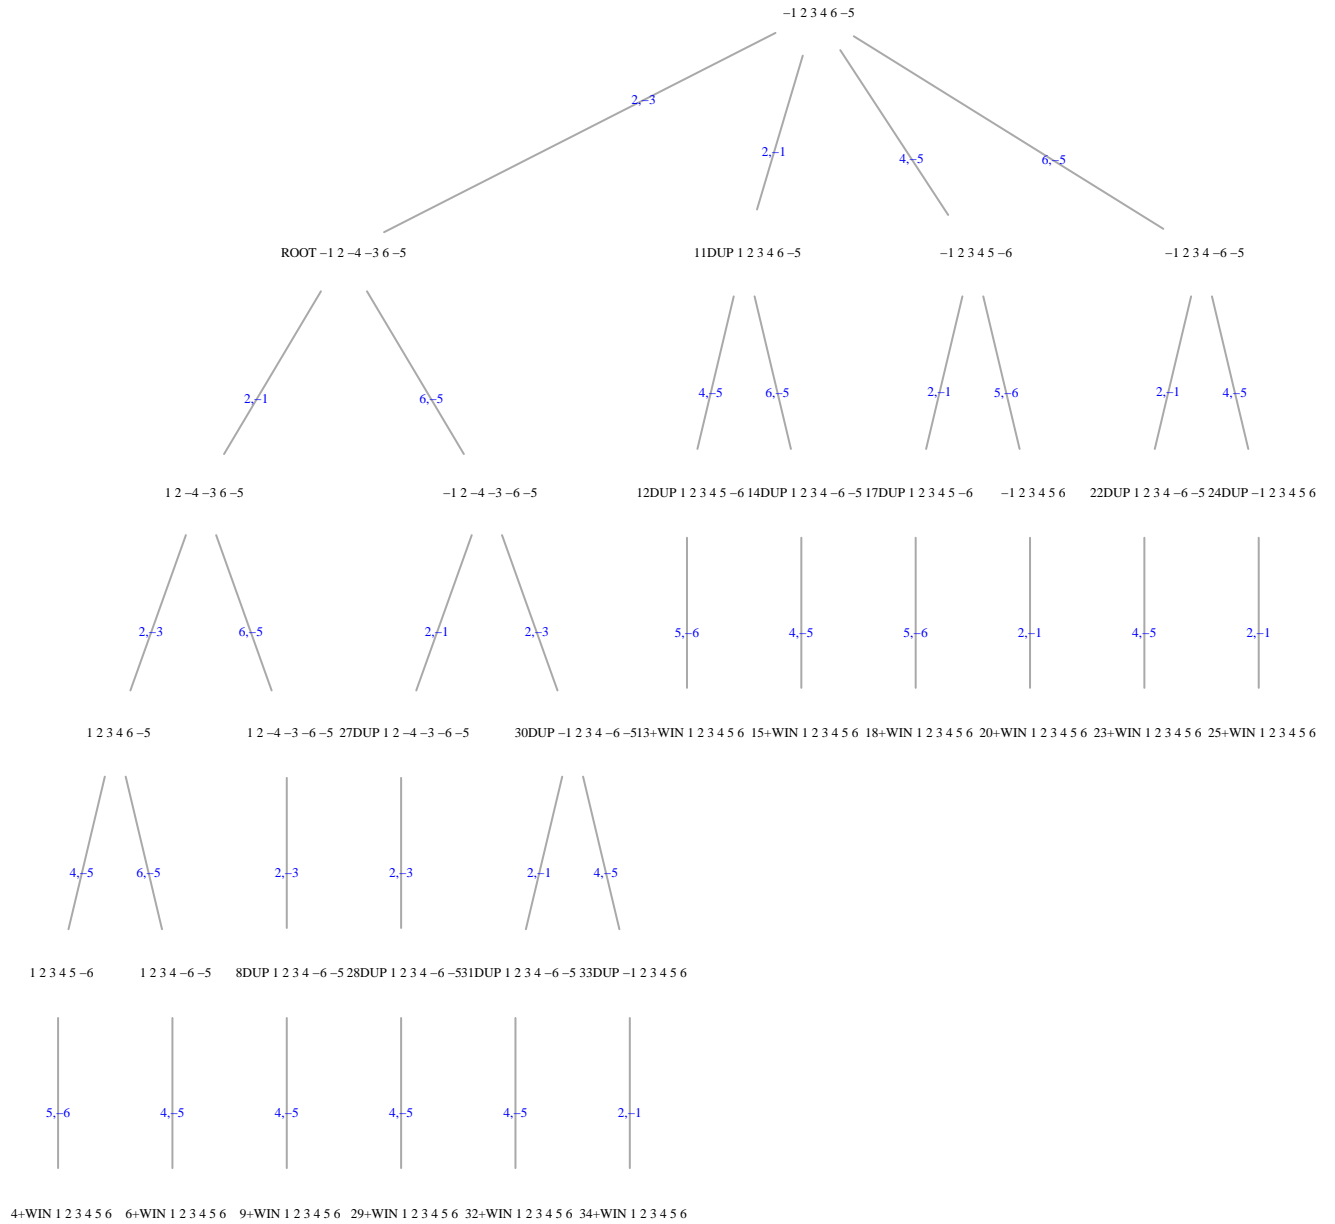 −1 2 3 4 6 −5
2,−3
2,−1
4,−5
6,−5
ROOT −1 2 −4 −3 6 −5
11DUP 1 2 3 4 6 −5
−1 2 3 4 5 −6
−1 2 3 4 −6 −5
2,−1
6,−5
4,−5
6,−5
2,−1
5,−6
2,−1
4,−5
1 2 −4 −3 6 −5
−1 2 −4 −3 −6 −5
12DUP 1 2 3 4 5 −6
14DUP 1 2 3 4 −6 −5
17DUP 1 2 3 4 5 −6
−1 2 3 4 5 6
22DUP 1 2 3 4 −6 −5
24DUP −1 2 3 4 5 6
2,−3
6,−5
2,−1
2,−3
5,−6
4,−5
5,−6
2,−1
4,−5
2,−1
1 2 3 4 6 −5
1 2 −4 −3 −6 −5
27DUP 1 2 −4 −3 −6 −5
30DUP −1 2 3 4 −6 −5
13+WIN 1 2 3 4 5 6
15+WIN 1 2 3 4 5 6
18+WIN 1 2 3 4 5 6
20+WIN 1 2 3 4 5 6
23+WIN 1 2 3 4 5 6
25+WIN 1 2 3 4 5 6
4,−5
6,−5
2,−3
2,−3
2,−1
4,−5
1 2 3 4 5 −6
1 2 3 4 −6 −5
8DUP 1 2 3 4 −6 −5
28DUP 1 2 3 4 −6 −5
31DUP 1 2 3 4 −6 −5
33DUP −1 2 3 4 5 6
5,−6
4,−5
4,−5
4,−5
4,−5
2,−1
4+WIN 1 2 3 4 5 6
6+WIN 1 2 3 4 5 6
9+WIN 1 2 3 4 5 6
29+WIN 1 2 3 4 5 6
32+WIN 1 2 3 4 5 6
34+WIN 1 2 3 4 5 6